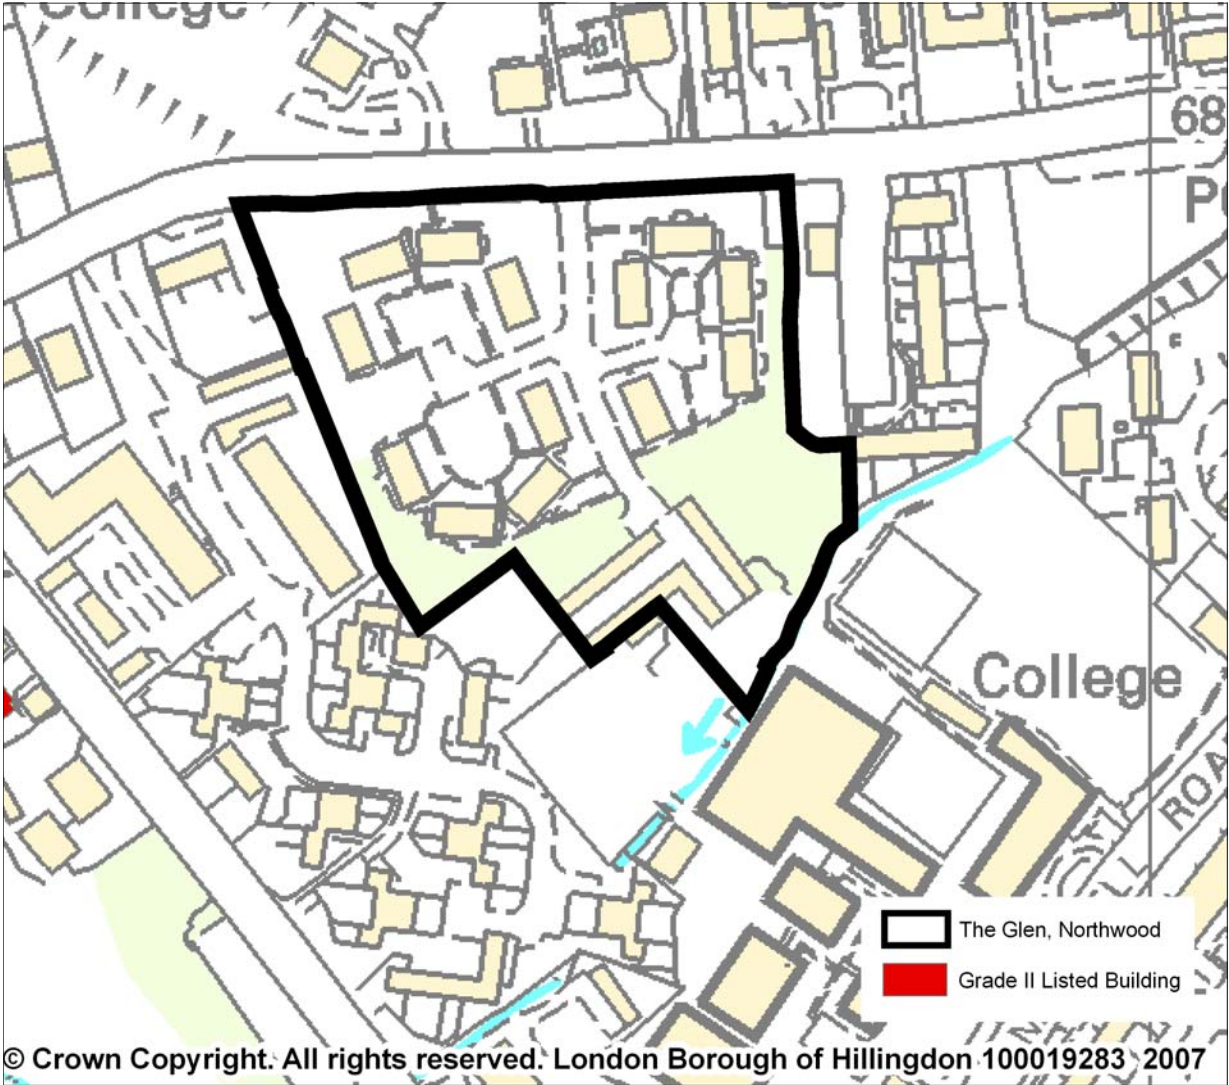 College
68
College
The Glen, Northwood
Grade II Listed Building
© Crown Copyright. All rights reserved. London Borough of Hillingdon 100019283 2007